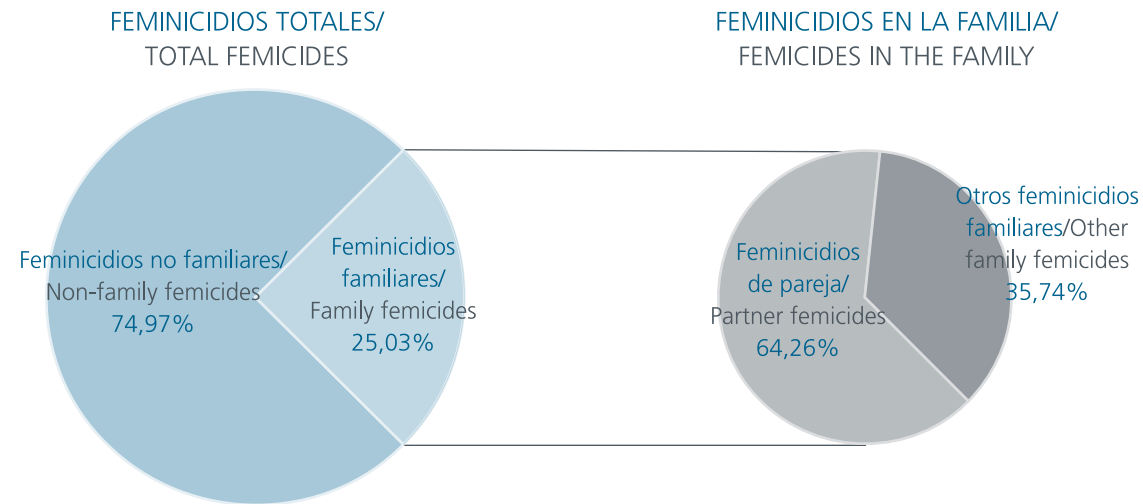 FEMINICIDIOS TOTALES/
TOTAL FEMICIDES
FEMINICIDIOS EN LA FAMILIA/
FEMICIDES IN THE FAMILY
Feminicidios no familiares/
Non-family femicides
74,97%
Feminicidios
familiares/
Family femicides
25,03%
Feminicidios
de pareja/
Partner femicides
64,26%
Otros feminicidios
familiares/Other
family femicides
35,74%